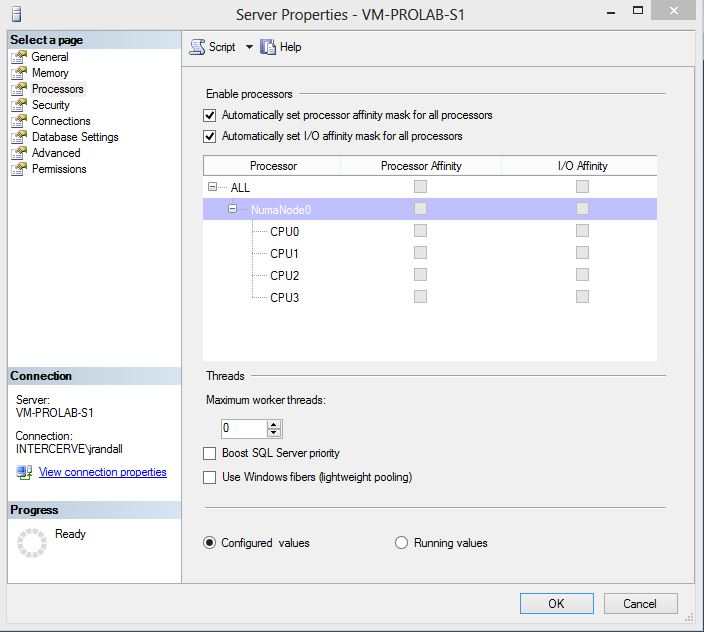 Server Properties - VM-PROLAB-S1
Select a page
General
Memory
Processors
Security
Connections
Database Settings
Advanced
Permissions
Connection
Server:
VM-PROLAB-S1
Connection:
INTERCERVE\jrandall
View connection properties
Progress
Ready
Script
Help
Enable processors
Automatically set processor affinity mask for all processors
Automatically set I/O affinity mask for all processors
Processor Processor Affinity I/O Affinity
ALL
NumaNode0
CPU0
CPU1
CPU2
CPU3
Threads
Maximum worker threads:
0
Boost SQL Server priority
Use Windows fibers (lightweight pooling)
Configured values Running values
OK Cancel